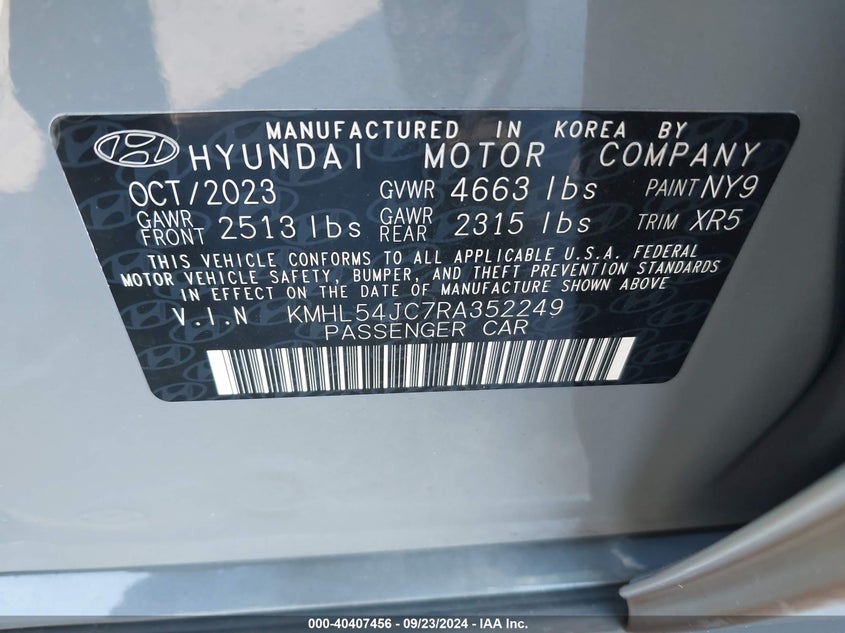 MANUFACTURED IN KOREA BY
HYUNDAI MOTOR COMPANY
OCT/2023 GVWR 4663 lbs PAINT NY9
GAWR FRONT 2513 lbs GAWR REAR 2315 lbs TRIM XR5
THIS VEHICLE CONFORMS TO ALL APPLICABLE U.S.A. FEDERAL
MOTOR VEHICLE SAFETY, BUMPER, AND THEFT PREVENTION STANDARDS
IN EFFECT ON THE DATE OF MANUFACTURE SHOWN ABOVE
V.I.N KMHL54JC7RA352249
PASSENGER CAR
000-40407456 - 09/23/2024 - IAA Inc.